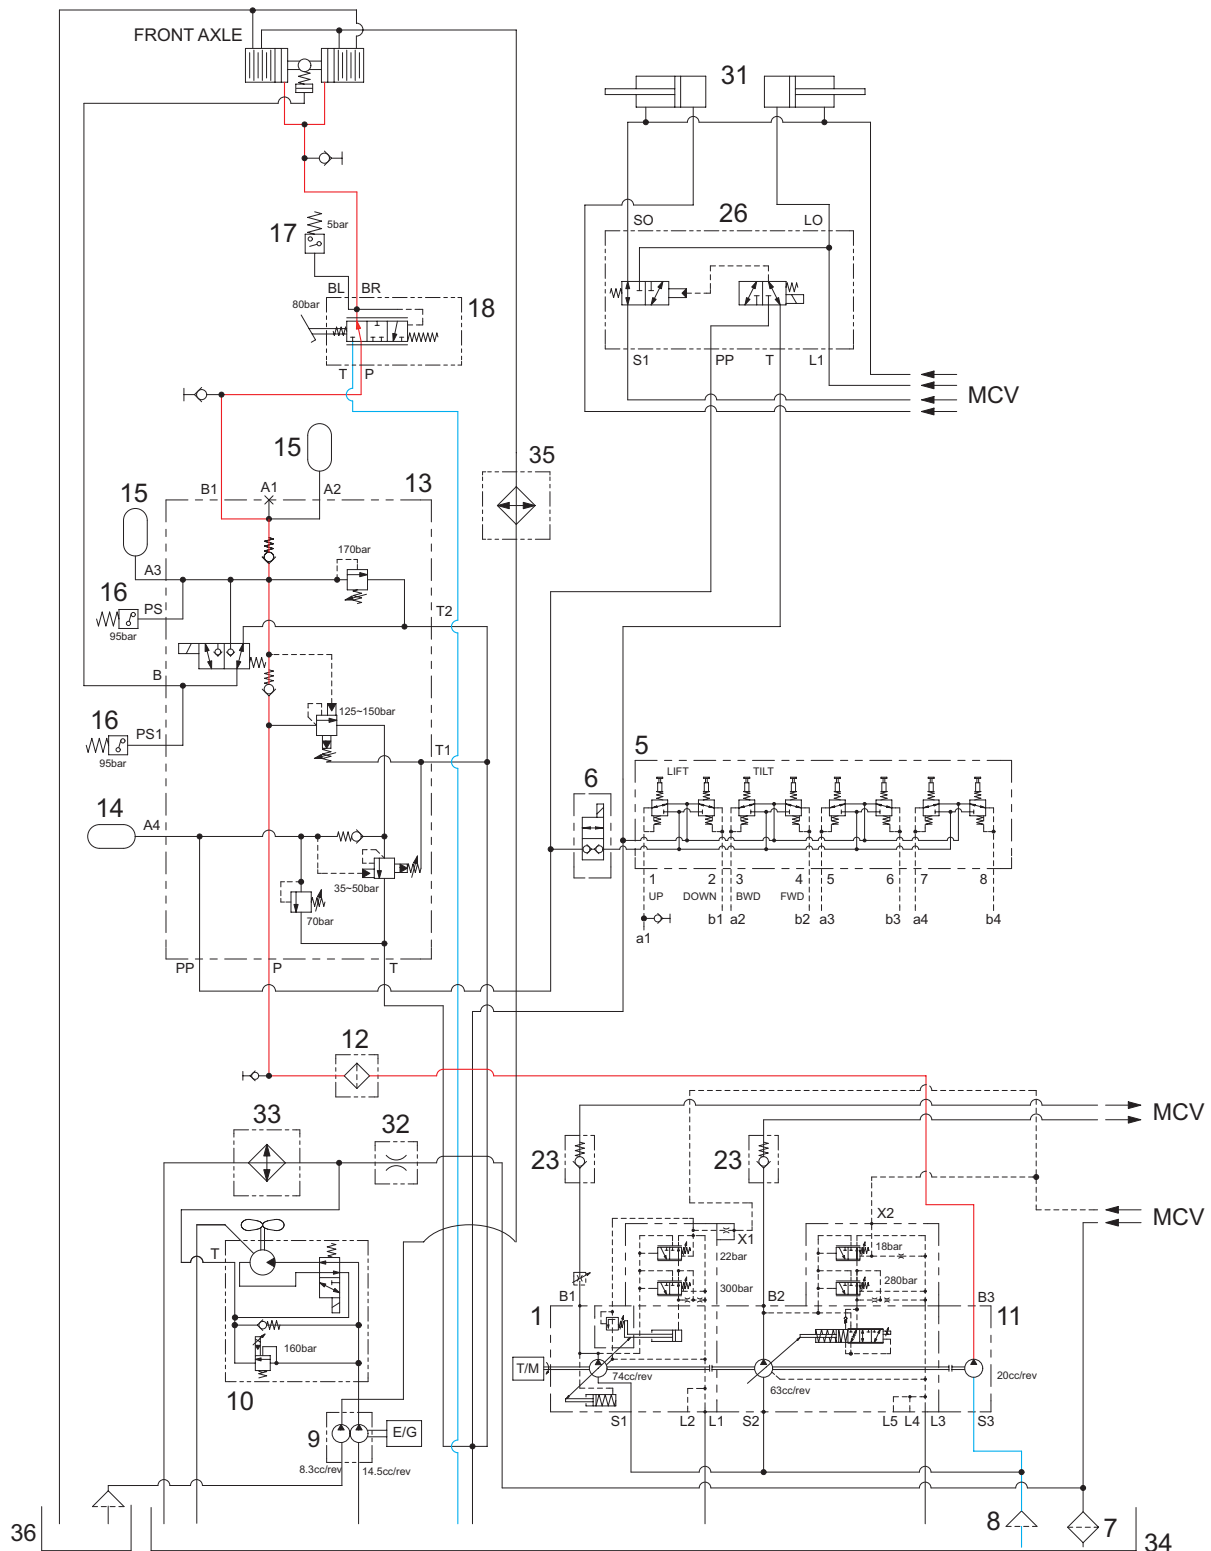 FRONT AXLE
31
17
5bar
SO
26
LO
BL
BR
80bar
18
T
P
S1
PP
T
L1
MCV
15
35
B1
A1
A2
13
15
A3
170bar
16
PS
95bar
T2
B
125~150bar
16
PS1
95bar
T1
5
LIFT
TILT
6
14
A4
35~50bar
70bar
1
2
3
4
5
6
7
8
UP
DOWN
BWD
FWD
a1
b1
a2
b2
a3
b3
a4
b4
PP
P
T
12
33
32
MCV
23
23
MCV
X1
X2
T
22bar
18bar
300bar
280bar
160bar
10
B1
B2
B3
1
11
T/M
74cc/rev
63cc/rev
20cc/rev
S1
L2
L1
S2
L5
L4
L3
S3
9
E/G
8.3cc/rev
14.5cc/rev
36
8
7
34